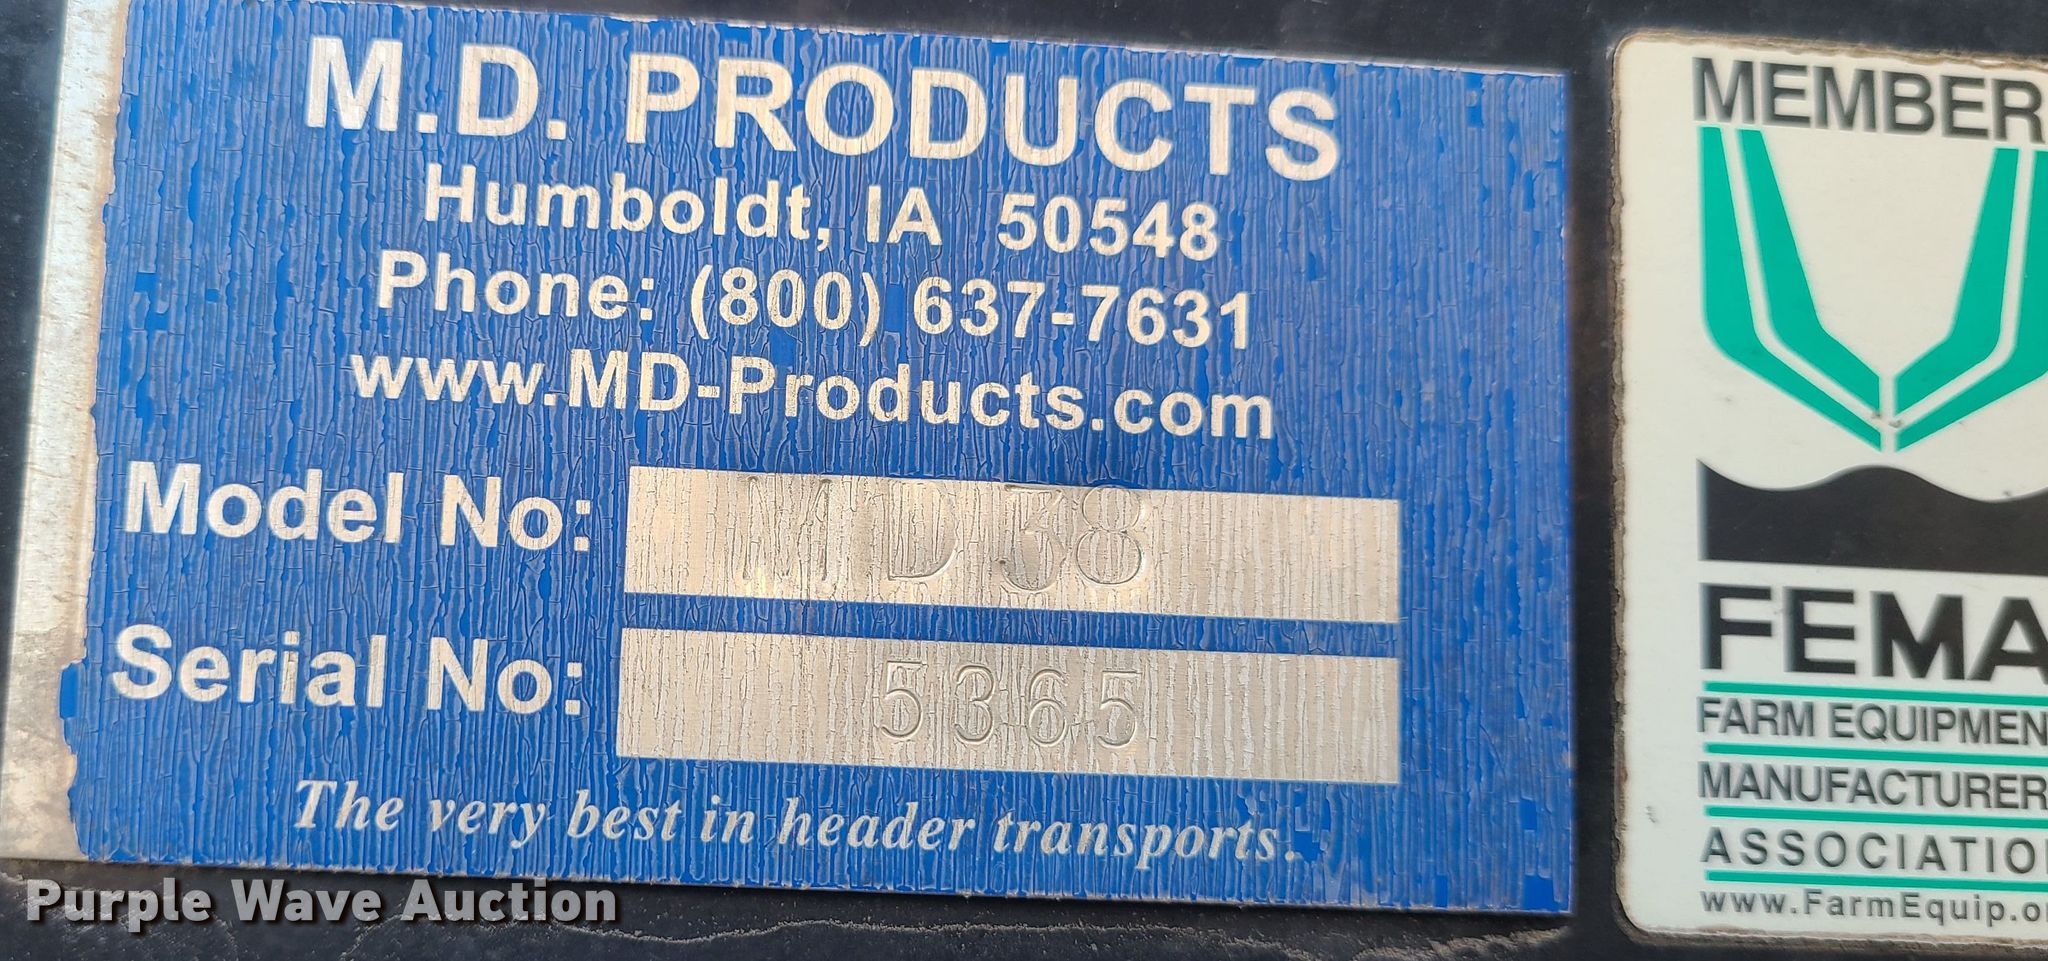 M.D. PRODUCTS
Humboldt, IA 50548
Phone: (800) 637-7631
www.MD-Products.com
Model No: MD38
Serial No: 5365
The very best in header transports.
MEMBER
FEMA
FARM EQUIPMEN
MANUFACTURER
ASSOCIATIO
www.FarmEquip.or
Purple Wave Auction